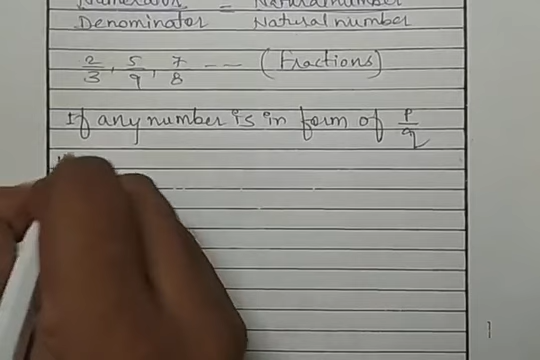 Numerator = Natural number
Denominator Natural number
2/3, 5/9, 7/8 -- (fractions)
If any number is in form of p/q
1